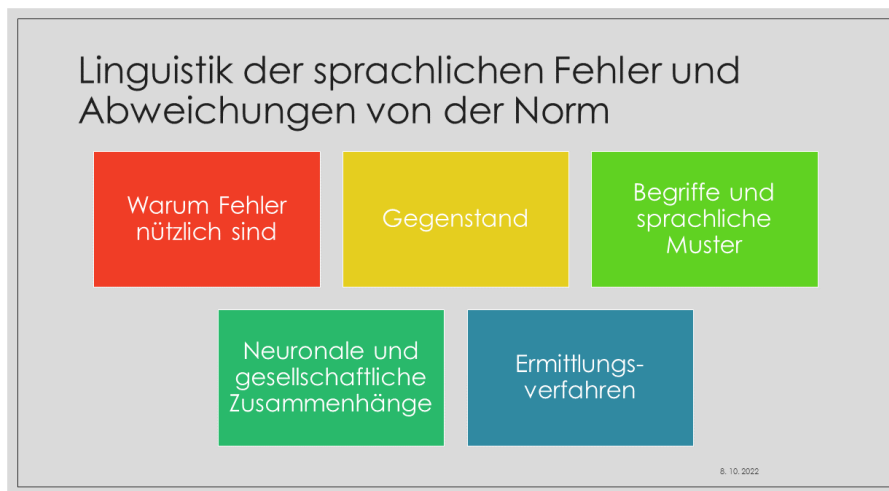 Linguistik der sprachlichen Fehler und
Abweichungen von der Norm
Warum Fehler
nützlich sind
Gegenstand
Begriffe und
sprachliche
Muster
Neuronale und
gesellschaftliche
Zusammenhänge
Ermittlungs-
verfahren
8. 10. 2022